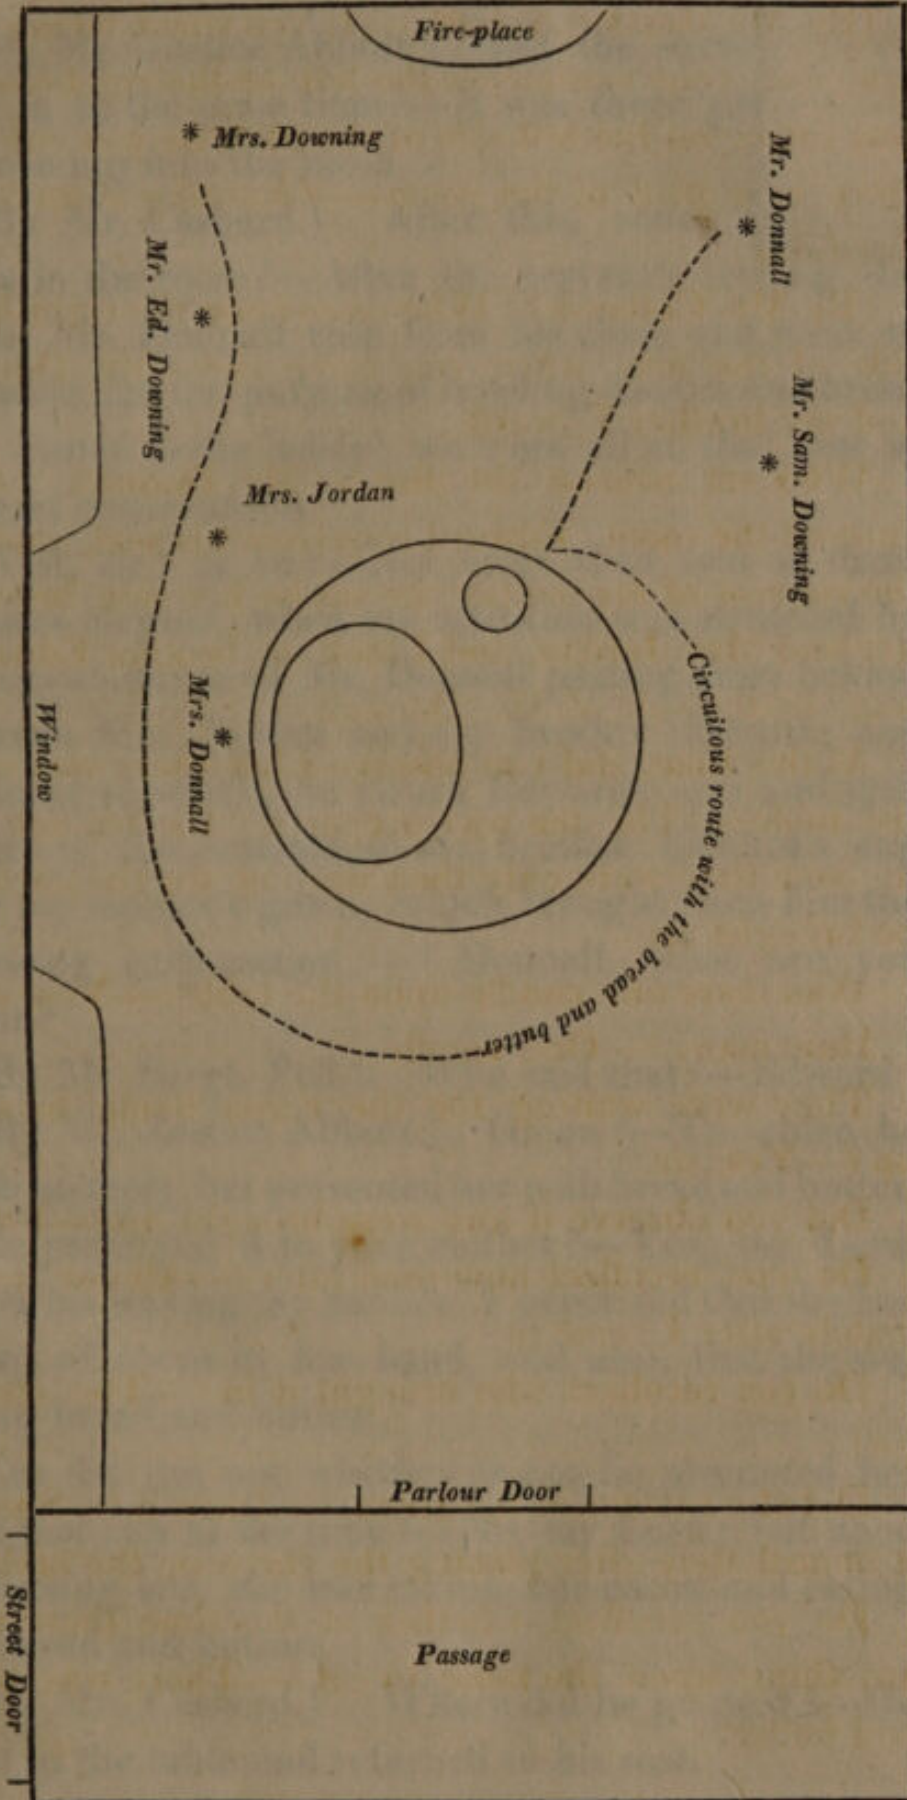 Fire-place
Mrs. Downing
Mr. Donnall
Mr. Ed. Downing
Mr. Sam. Downing
Mrs. Jordan
Mrs. Donnall
Circuitous route with the bread and butter
Window
Parlour Door
Street Door
Passage